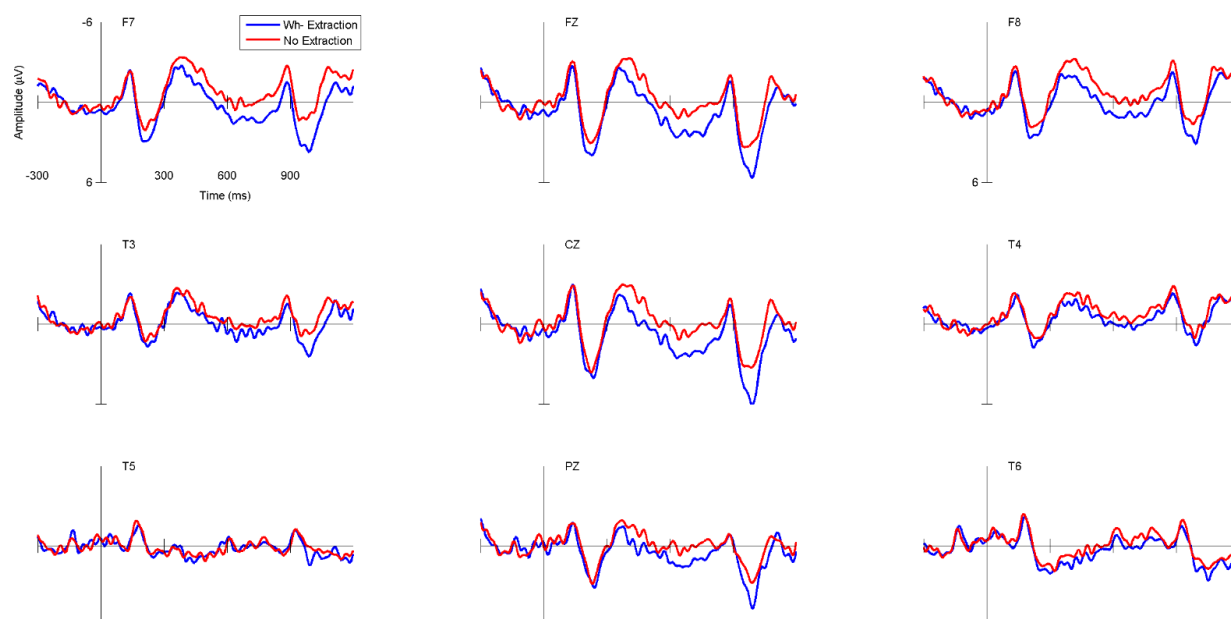 -6
F7
Wh- Extraction
No Extraction
FZ
F8
Amplitude (µV)
-300
300
600
900
6
6
Time (ms)
T3
CZ
T4
T5
PZ
T6